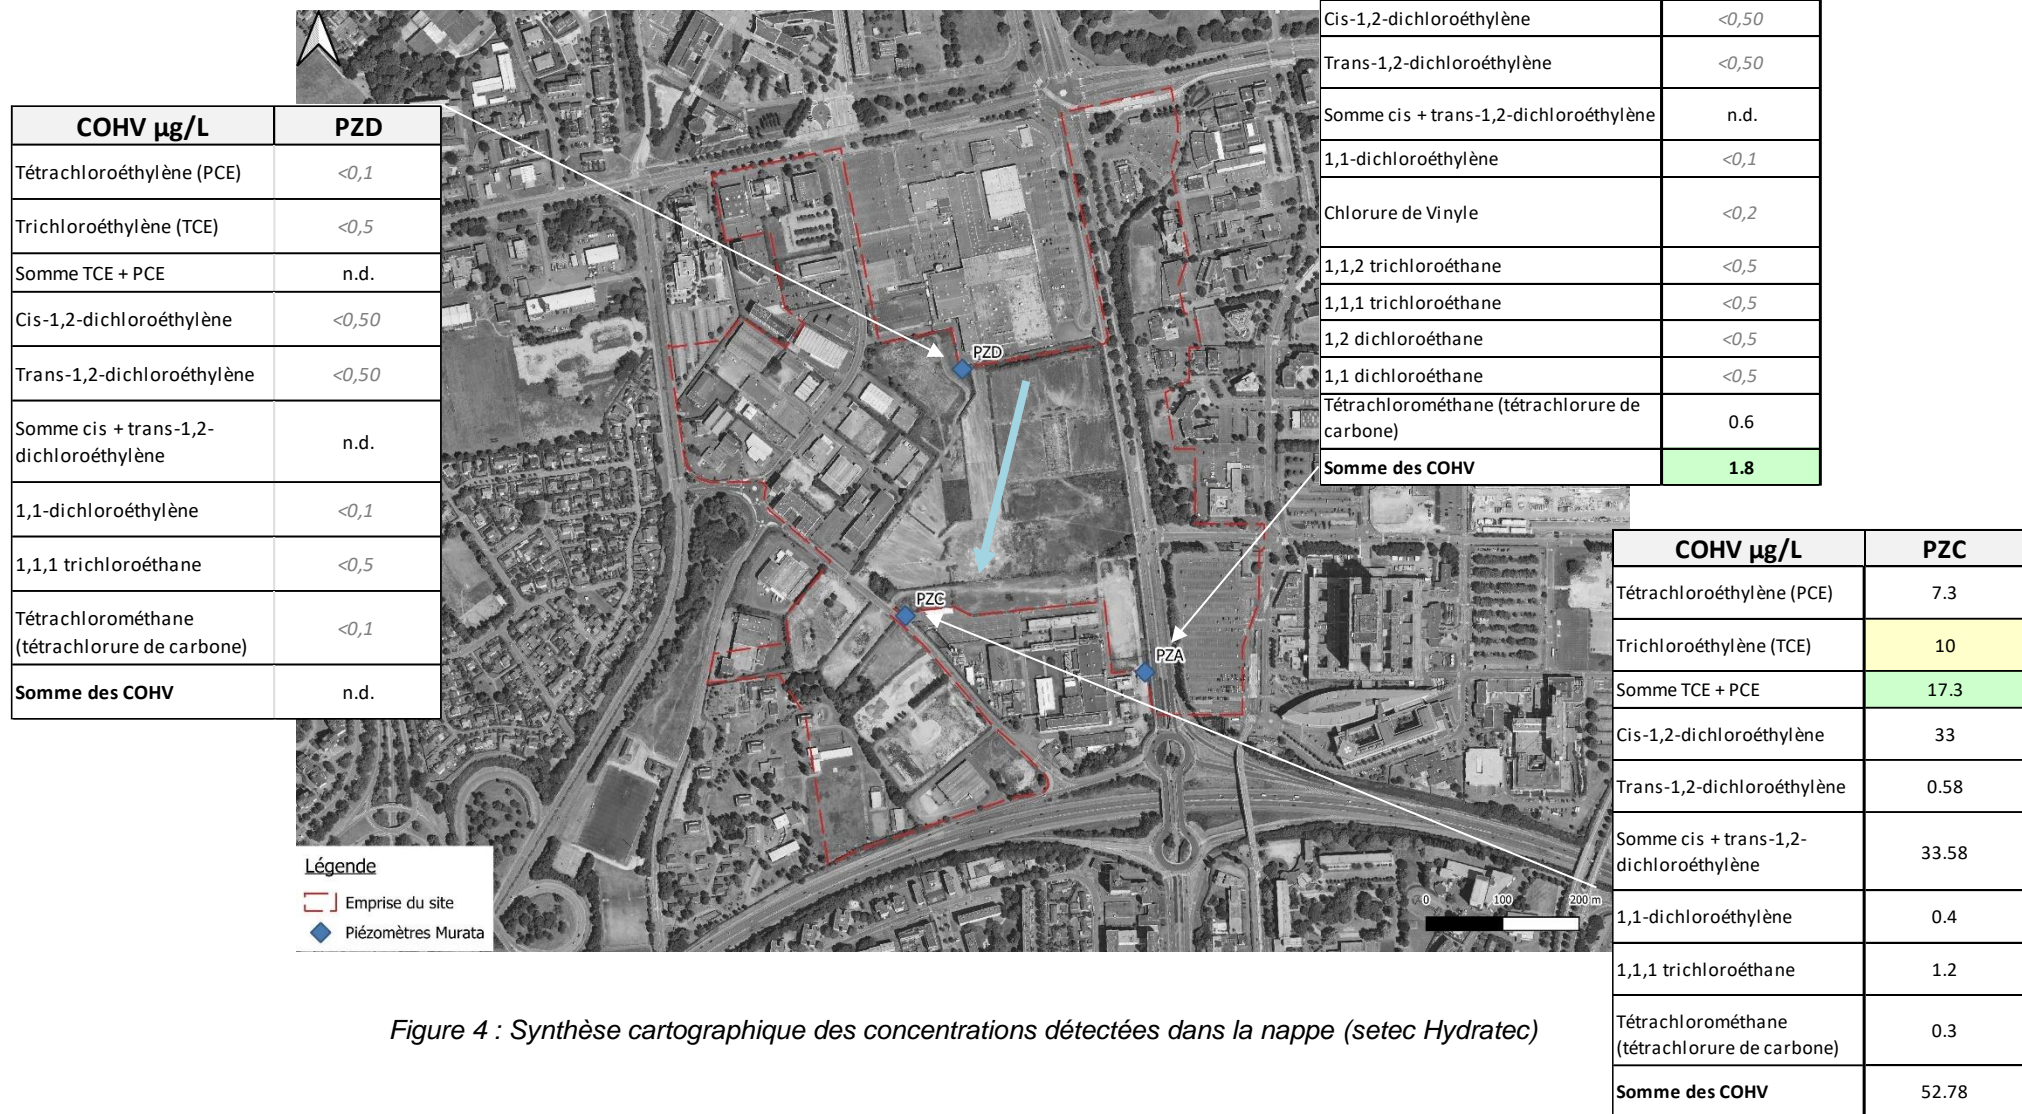 COHV µg/L PZD
Tétrachloroéthylène (PCE) <0,1
Trichloroéthylène (TCE) <0,5
Somme TCE + PCE n.d.
Cis-1,2-dichloroéthylène <0,50
Trans-1,2-dichloroéthylène <0,50
Somme cis + trans-1,2-
dichloroéthylène n.d.
1,1-dichloroéthylène <0,1
1,1,1 trichloroéthane <0,5
Tétrachlorométhane
(tétrachlorure de carbone) <0,1
Somme des COHV n.d.
Cis-1,2-dichloroéthylène <0,50
Trans-1,2-dichloroéthylène <0,50
Somme cis + trans-1,2-dichloroéthylène n.d.
1,1-dichloroéthylène <0,1
Chlorure de Vinyle <0,2
1,1,2 trichloroéthane <0,5
1,1,1 trichloroéthane <0,5
1,2 dichloroéthane <0,5
1,1 dichloroéthane <0,5
Tétrachlorométhane (tétrachlorure de
carbone) 0.6
Somme des COHV 1.8
PZD
PZC
PZA
COHV µg/L PZC
Tétrachloroéthylène (PCE) 7.3
Trichloroéthylène (TCE) 10
Somme TCE + PCE 17.3
Cis-1,2-dichloroéthylène 33
Trans-1,2-dichloroéthylène 0.58
Somme cis + trans-1,2-
dichloroéthylène 33.58
1,1-dichloroéthylène 0.4
1,1,1 trichloroéthane 1.2
Tétrachlorométhane
(tétrachlorure de carbone) 0.3
Somme des COHV 52.78
Légende
Emprise du site
Piézomètres Murata
0 100 200 m
Figure 4 : Synthèse cartographique des concentrations détectées dans la nappe (setec Hydratec)